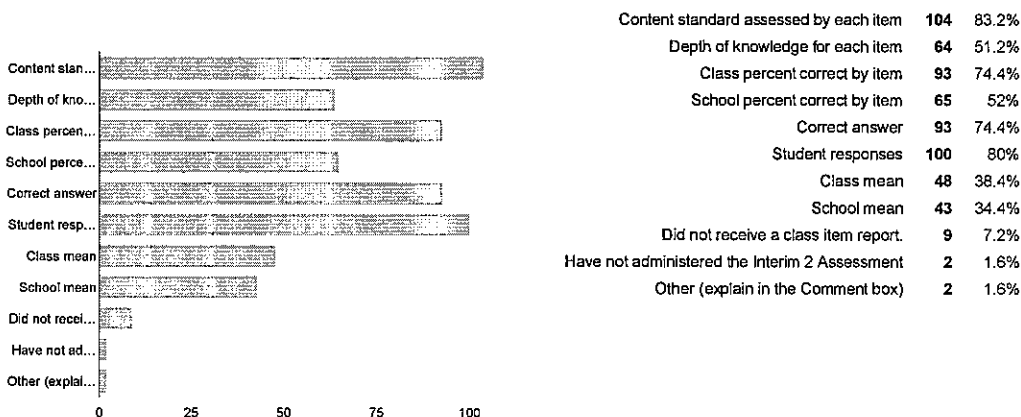 Content stan...
Depth of kno...
Class percen...
School perce...
Correct answer
Student resp...
Class mean
School mean
Did not recei...
Have not ad...
Other (explai...
0 25 50 75 100
Content standard assessed by each item 104 83.2%
Depth of knowledge for each item 64 51.2%
Class percent correct by item 93 74.4%
School percent correct by item 65 52%
Correct answer 93 74.4%
Student responses 100 80%
Class mean 48 38.4%
School mean 43 34.4%
Did not receive a class item report. 9 7.2%
Have not administered the Interim 2 Assessment 2 1.6%
Other (explain in the Comment box) 2 1.6%